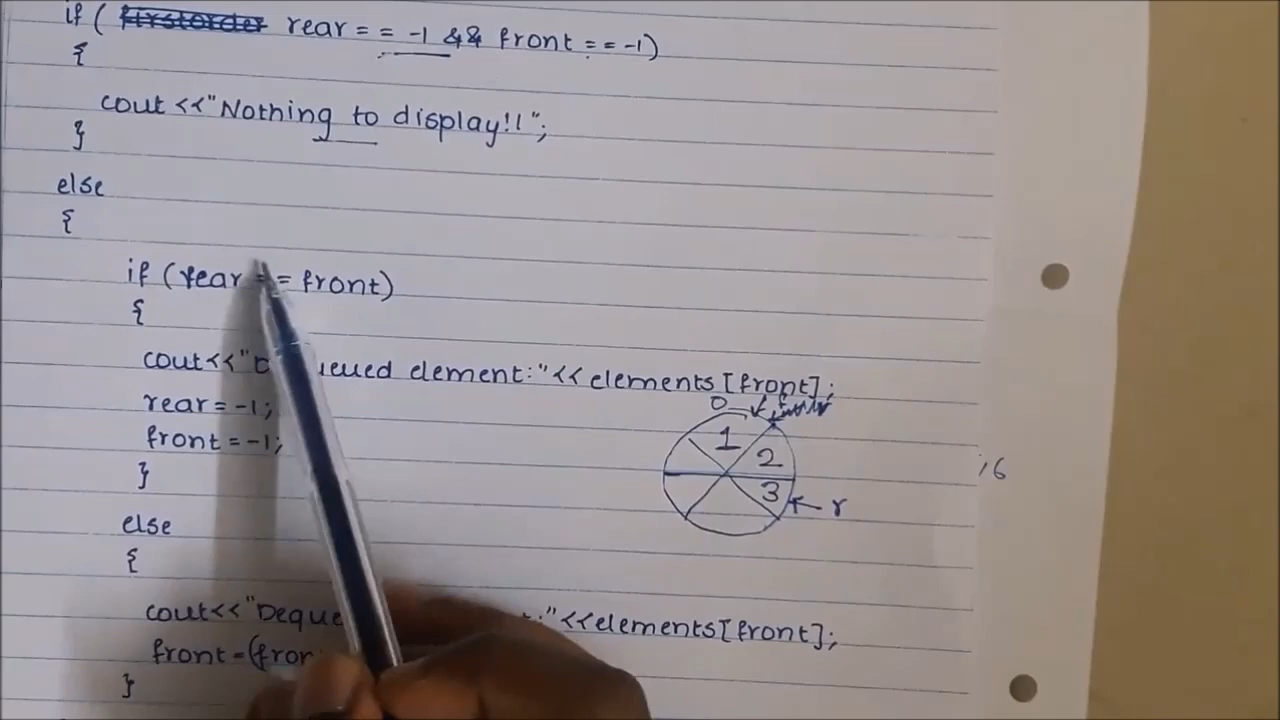 if ( rear == -1 && front == -1)
{
cout <<"Nothing to display!!";
}
else
{
if (rear == front)
{
cout<<" ueued element:"<<elements[front];
rear = -1;
front = -1;
}
else
{
cout<<"Deque :"<<elements[front];
front = (fron
}
0
1
2
3
r
,6